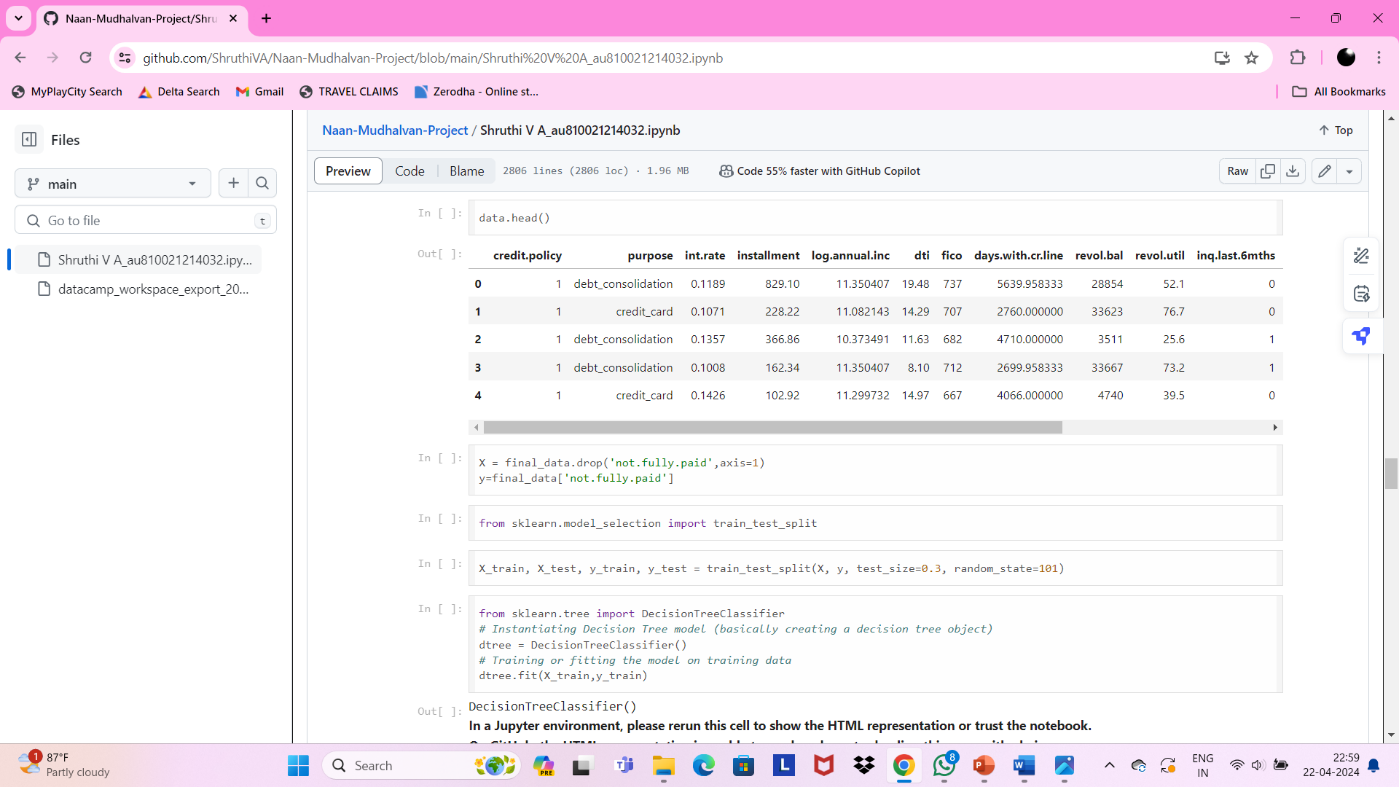 Naan-Mudhalvan-Project/Shru
github.com/ShruthiVA/Naan-Mudhalvan-Project/blob/main/Shruthi%20V%20A_au810021214032.ipynb
MyPlayCity Search Delta Search Gmail TRAVEL CLAIMS Zerodha - Online st... All Bookmarks
Files
main
Go to file t
Shruthi V A_au810021214032.ipy...
datacamp_workspace_export_20...
Naan-Mudhalvan-Project / Shruthi V A_au810021214032.ipynb Top
Preview Code Blame 2806 lines (2806 loc) · 1.96 MB Code 55% faster with GitHub Copilot Raw
In [ ]: data.head()
Out[ ]: credit.policy purpose int.rate installment log.annual.inc dti fico days.with.cr.line revol.bal revol.util inq.last.6mths
0 1 debt_consolidation 0.1189 829.10 11.350407 19.48 737 5639.958333 28854 52.1 0
1 1 credit_card 0.1071 228.22 11.082143 14.29 707 2760.000000 33623 76.7 0
2 1 debt_consolidation 0.1357 366.86 10.373491 11.63 682 4710.000000 3511 25.6 1
3 1 debt_consolidation 0.1008 162.34 11.350407 8.10 712 2699.958333 33667 73.2 1
4 1 credit_card 0.1426 102.92 11.299732 14.97 667 4066.000000 4740 39.5 0
In [ ]: X = final_data.drop('not.fully.paid',axis=1)
y=final_data['not.fully.paid']
In [ ]: from sklearn.model_selection import train_test_split
In [ ]: X_train, X_test, y_train, y_test = train_test_split(X, y, test_size=0.3, random_state=101)
In [ ]: from sklearn.tree import DecisionTreeClassifier
# Instantiating Decision Tree model (basically creating a decision tree object)
dtree = DecisionTreeClassifier()
# Training or fitting the model on training data
dtree.fit(X_train,y_train)
Out[ ]: DecisionTreeClassifier()
In a Jupyter environment, please rerun this cell to show the HTML representation or trust the notebook.
1 87°F
Partly cloudy
Search
PRE
L
8
ENG
IN
22:59
22-04-2024